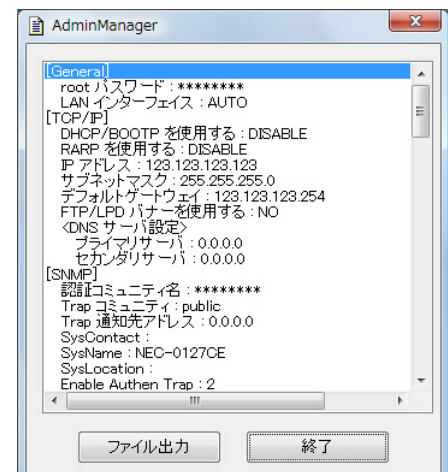 AdminManager
[General]
root パスワード : ********
LAN インターフェイス : AUTO
[TCP/IP]
DHCP/BOOTP を使用する : DISABLE
RARP を使用する : DISABLE
IP アドレス : 123.123.123.123
サブネットマスク : 255.255.255.0
デフォルトゲートウェイ : 123.123.123.254
FTP/LPD バナーを使用する : NO
<DNS サーバ設定>
プライマリサーバ : 0.0.0.0
セカンダリサーバ : 0.0.0.0
[SNMP]
認証コミュニティ名 : ********
Trap コミュニティ : public
Trap 通知先アドレス : 0.0.0.0
SysContact :
SysName : NEC-0127CE
SysLocation :
Enable Authen Trap : 2
ファイル出力
終了